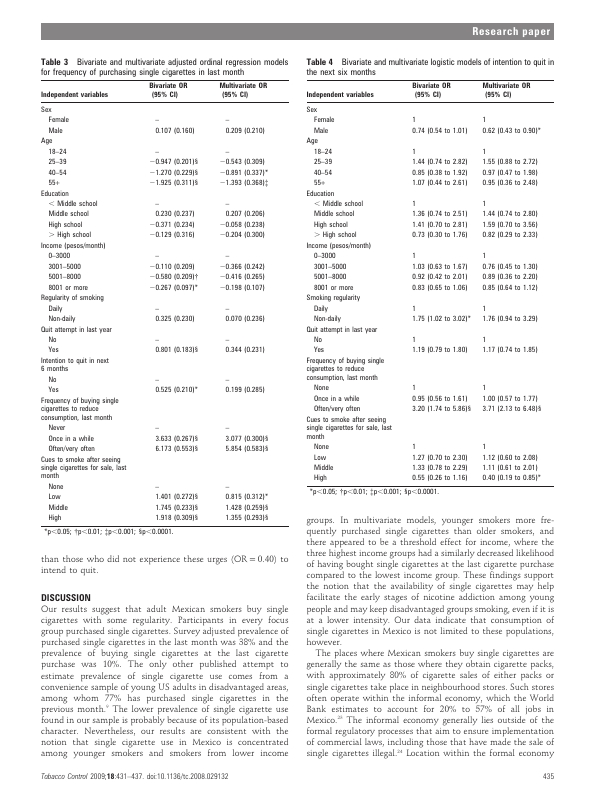 Research paper
Table 3 Bivariate and multivariate adjusted ordinal regression models
for frequency of purchasing single cigarettes in last month
Independent variables Bivariate OR (95% CI) Multivariate OR (95% CI)
Sex
Female – –
Male 0.107 (0.160) 0.209 (0.210)
Age
18–24 – –
25–39 −0.947 (0.201)§ −0.543 (0.309)
40–54 −1.270 (0.229)§ −0.891 (0.337)*
55+ −1.925 (0.311)§ −1.393 (0.368)‡
Education
< Middle school – –
Middle school 0.230 (0.237) 0.207 (0.206)
High school −0.371 (0.234) −0.058 (0.238)
> High school −0.129 (0.316) −0.204 (0.300)
Income (pesos/month)
0–3000 – –
3001–5000 −0.110 (0.209) −0.366 (0.242)
5001–8000 −0.580 (0.209)† −0.416 (0.265)
8001 or more −0.267 (0.097)* −0.198 (0.107)
Regularity of smoking
Daily – –
Non-daily 0.325 (0.230) 0.070 (0.236)
Quit attempt in last year
No – –
Yes 0.801 (0.183)§ 0.344 (0.231)
Intention to quit in next
6 months
No – –
Yes 0.525 (0.210)* 0.199 (0.285)
Frequency of buying single
cigarettes to reduce
consumption, last month
Never – –
Once in a while 3.633 (0.267)§ 3.077 (0.300)§
Often/very often 6.173 (0.553)§ 5.854 (0.583)§
Cues to smoke after seeing
single cigarettes for sale, last
month
None – –
Low 1.401 (0.272)§ 0.815 (0.312)*
Middle 1.745 (0.233)§ 1.428 (0.259)§
High 1.918 (0.309)§ 1.355 (0.293)§
*p<0.05; †p<0.01; ‡p<0.001; §p<0.0001.
than those who did not experience these urges (OR = 0.40) to
intend to quit.
DISCUSSION
Our results suggest that adult Mexican smokers buy single
cigarettes with some regularity. Participants in every focus
group purchased single cigarettes. Survey adjusted prevalence of
purchased single cigarettes in the last month was 38% and the
prevalence of buying single cigarettes at the last cigarette
purchase was 10%. The only other published attempt to
estimate prevalence of single cigarette use comes from a
convenience sample of young US adults in disadvantaged areas,
among whom 77% has purchased single cigarettes in the
previous month. The lower prevalence of single cigarette use
found in our sample is probably because of its population-based
character. Nevertheless, our results are consistent with the
notion that single cigarette use in Mexico is concentrated
among younger smokers and smokers from lower income
Table 4 Bivariate and multivariate logistic models of intention to quit in
the next six months
Independent variables Bivariate OR (95% CI) Multivariate OR (95% CI)
Sex
Female 1 1
Male 0.74 (0.54 to 1.01) 0.62 (0.43 to 0.90)*
Age
18–24 1 1
25–39 1.44 (0.74 to 2.82) 1.55 (0.88 to 2.72)
40–54 0.85 (0.38 to 1.92) 0.97 (0.47 to 1.98)
55+ 1.07 (0.44 to 2.61) 0.95 (0.36 to 2.48)
Education
< Middle school 1 1
Middle school 1.36 (0.74 to 2.51) 1.44 (0.74 to 2.80)
High school 1.41 (0.70 to 2.81) 1.59 (0.70 to 3.56)
> High school 0.73 (0.30 to 1.76) 0.82 (0.29 to 2.33)
Income (pesos/month)
0–3000 1 1
3001–5000 1.03 (0.63 to 1.67) 0.76 (0.45 to 1.30)
5001–8000 0.92 (0.42 to 2.01) 0.89 (0.36 to 2.20)
8001 or more 0.83 (0.65 to 1.06) 0.85 (0.64 to 1.12)
Smoking regularity
Daily 1 1
Non-daily 1.75 (1.02 to 3.02)* 1.76 (0.94 to 3.29)
Quit attempt in last year
No 1 1
Yes 1.19 (0.79 to 1.80) 1.17 (0.74 to 1.85)
Frequency of buying single
cigarettes to reduce
consumption, last month
None 1 1
Once in a while 0.95 (0.56 to 1.61) 1.00 (0.57 to 1.77)
Often/very often 3.20 (1.74 to 5.86)§ 3.71 (2.13 to 6.48)§
Cues to smoke after seeing
single cigarettes for sale, last
month
None 1 1
Low 1.27 (0.70 to 2.30) 1.12 (0.60 to 2.08)
Middle 1.33 (0.78 to 2.29) 1.11 (0.61 to 2.01)
High 0.55 (0.26 to 1.16) 0.40 (0.19 to 0.85)*
*p<0.05; †p<0.01; ‡p<0.001; §p<0.0001.
groups. In multivariate models, younger smokers more fre-
quently purchased single cigarettes than older smokers, and
there appeared to be a threshold effect for income, where the
three highest income groups had a similarly decreased likelihood
of having bought single cigarettes at the last cigarette purchase
compared to the lowest income group. These findings support
the notion that the availability of single cigarettes may help
facilitate the early stages of nicotine addiction among young
people and may keep disadvantaged groups smoking, even if it is
at a lower intensity. Our data indicate that consumption of
single cigarettes in Mexico is not limited to these populations,
however.
The places where Mexican smokers buy single cigarettes are
generally the same as those where they obtain cigarette packs,
with approximately 80% of cigarette sales of either packs or
single cigarettes take place in neighbourhood stores. Such stores
often operate within the informal economy, which the World
Bank estimates to account for 20% to 57% of all jobs in
Mexico. The informal economy generally lies outside of the
formal regulatory processes that aim to ensure implementation
of commercial laws, including those that have made the sale of
single cigarettes illegal. Location within the formal economy
Tobacco Control 2009;18:431–437. doi:10.1136/tc.2008.029132
435